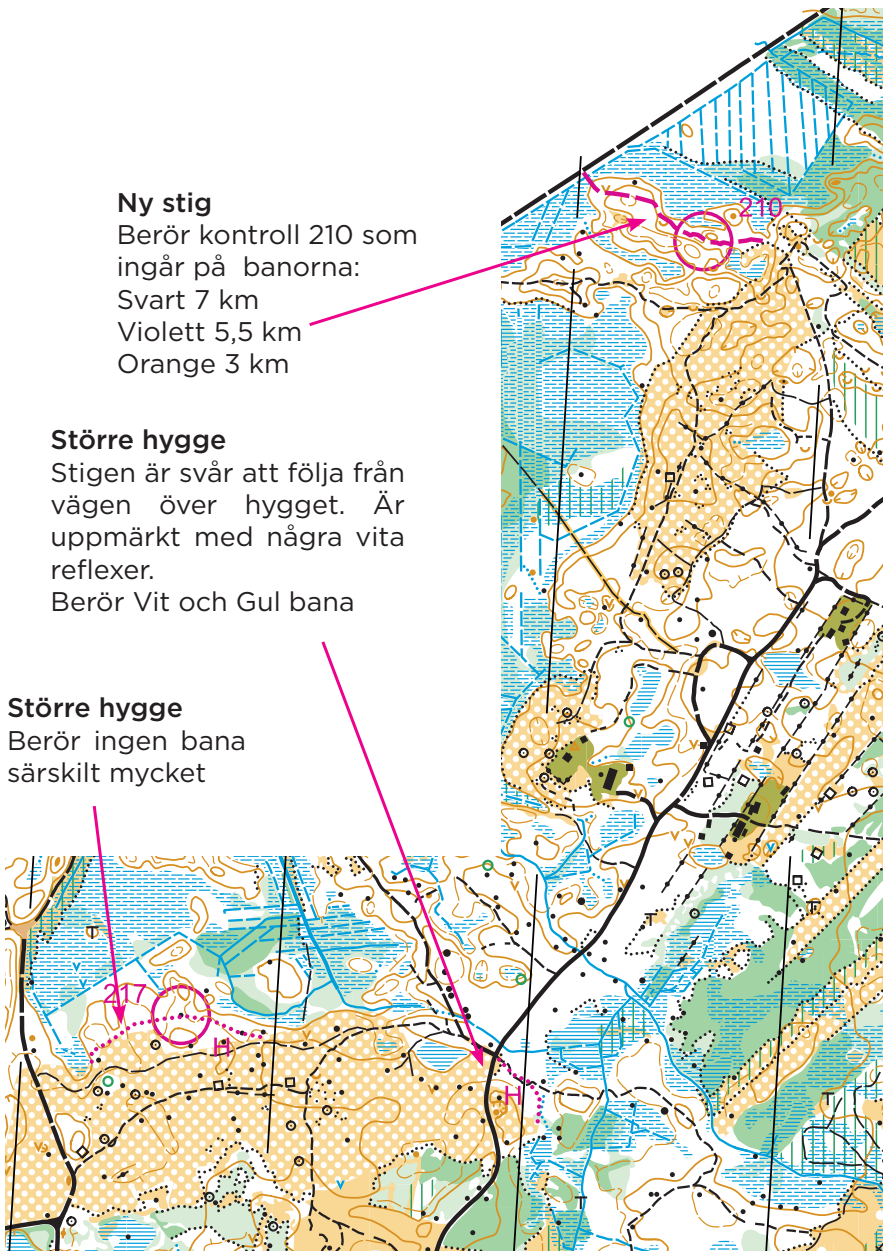 Ny stig
Berör kontroll 210 som
ingår på banorna:
Svart 7 km
Violett 5,5 km
Orange 3 km
210
Större hygge
Stigen är svår att följa från
vägen över hygget. Är
uppmärkt med några vita
reflexer.
Berör Vit och Gul bana
Större hygge
Berör ingen bana
särskilt mycket
217
H
H